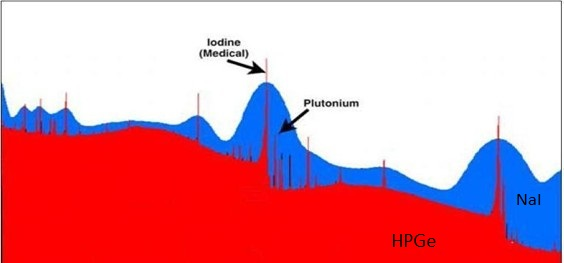 Iodine
(Medical)
Plutonium
NaI
HPGe